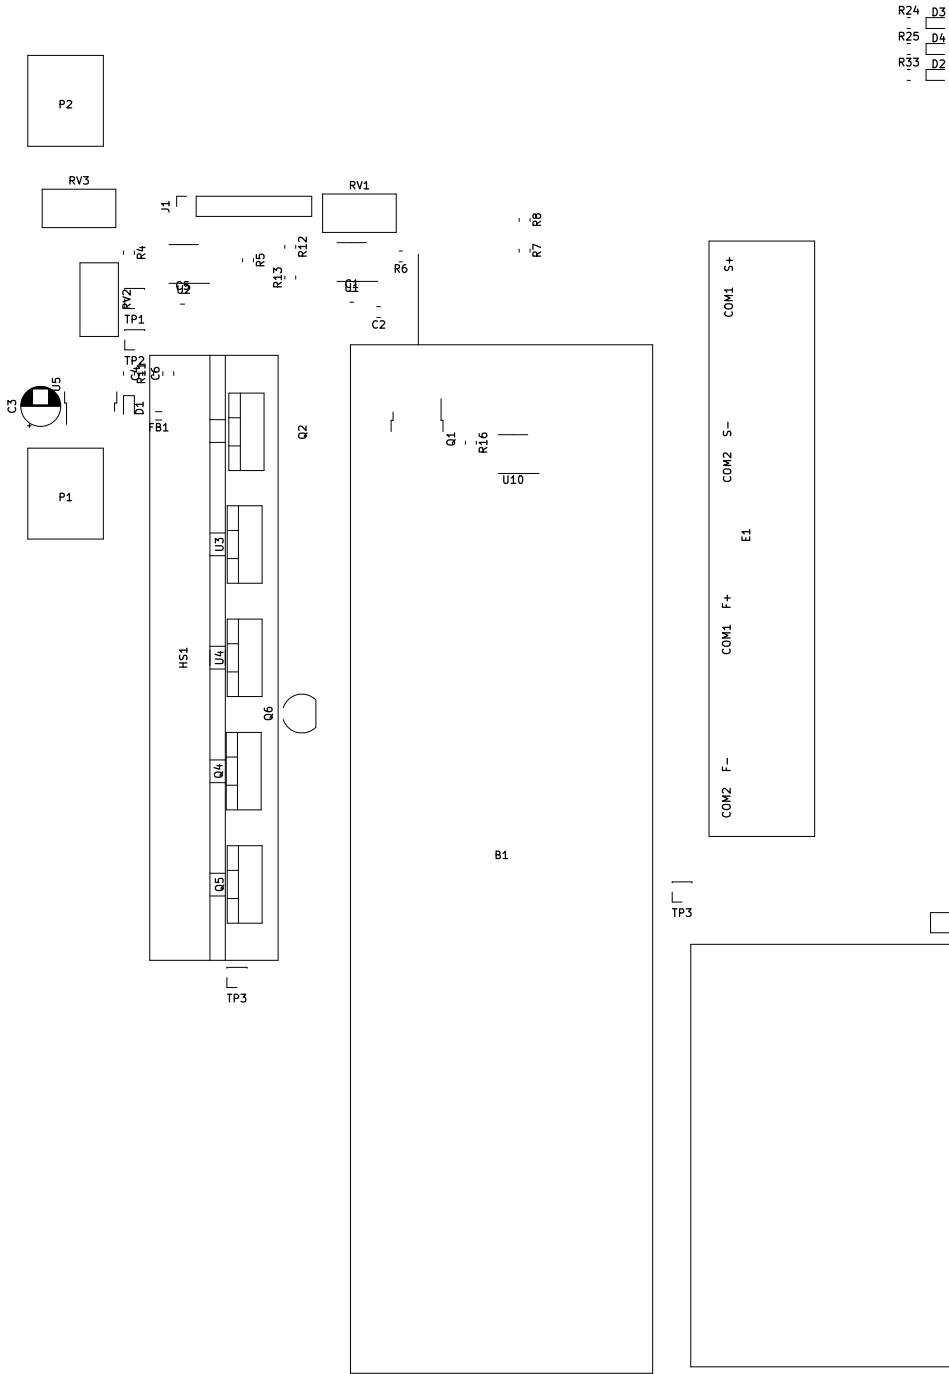 R24 D3
R25 D4
R33 D2
P2
RV3
RV1
J1
R8
R4
R12
R7
R5
R6
S+
R13
C5
U2
C1
U1
COM1
RV2
TP1
C2
TP2
C4
R11
C6
U5
C3
+
D1
FB1
Q2
Q1
R16
S-
U10
COM2
P1
E1
U3
F+
COM1
HS1
U4
Q6
F-
Q4
COM2
B1
Q5
TP3
TP3